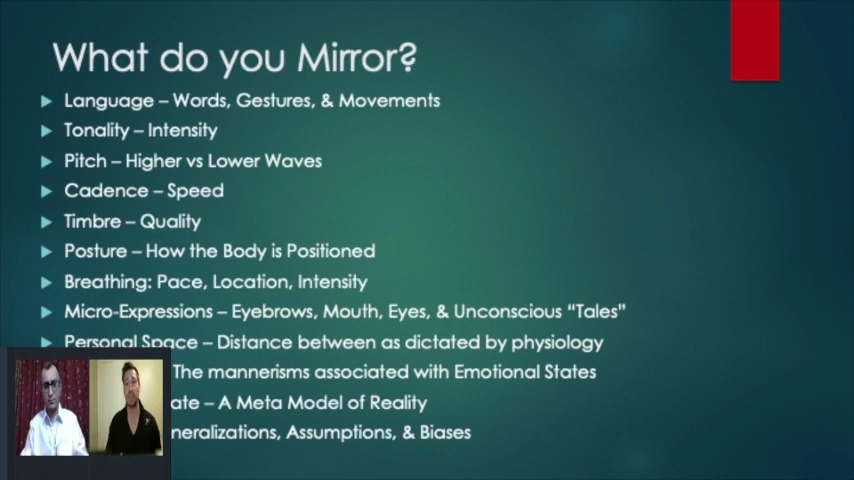 What do you Mirror?
Language – Words, Gestures, & Movements
Tonality – Intensity
Pitch – Higher vs Lower Waves
Cadence – Speed
Timbre – Quality
Posture – How the Body is Positioned
Breathing: Pace, Location, Intensity
Micro-Expressions – Eyebrows, Mouth, Eyes, & Unconscious “Tales”
Personal Space – Distance between as dictated by physiology
The mannerisms associated with Emotional States
ate – A Meta Model of Reality
neralizations, Assumptions, & Biases